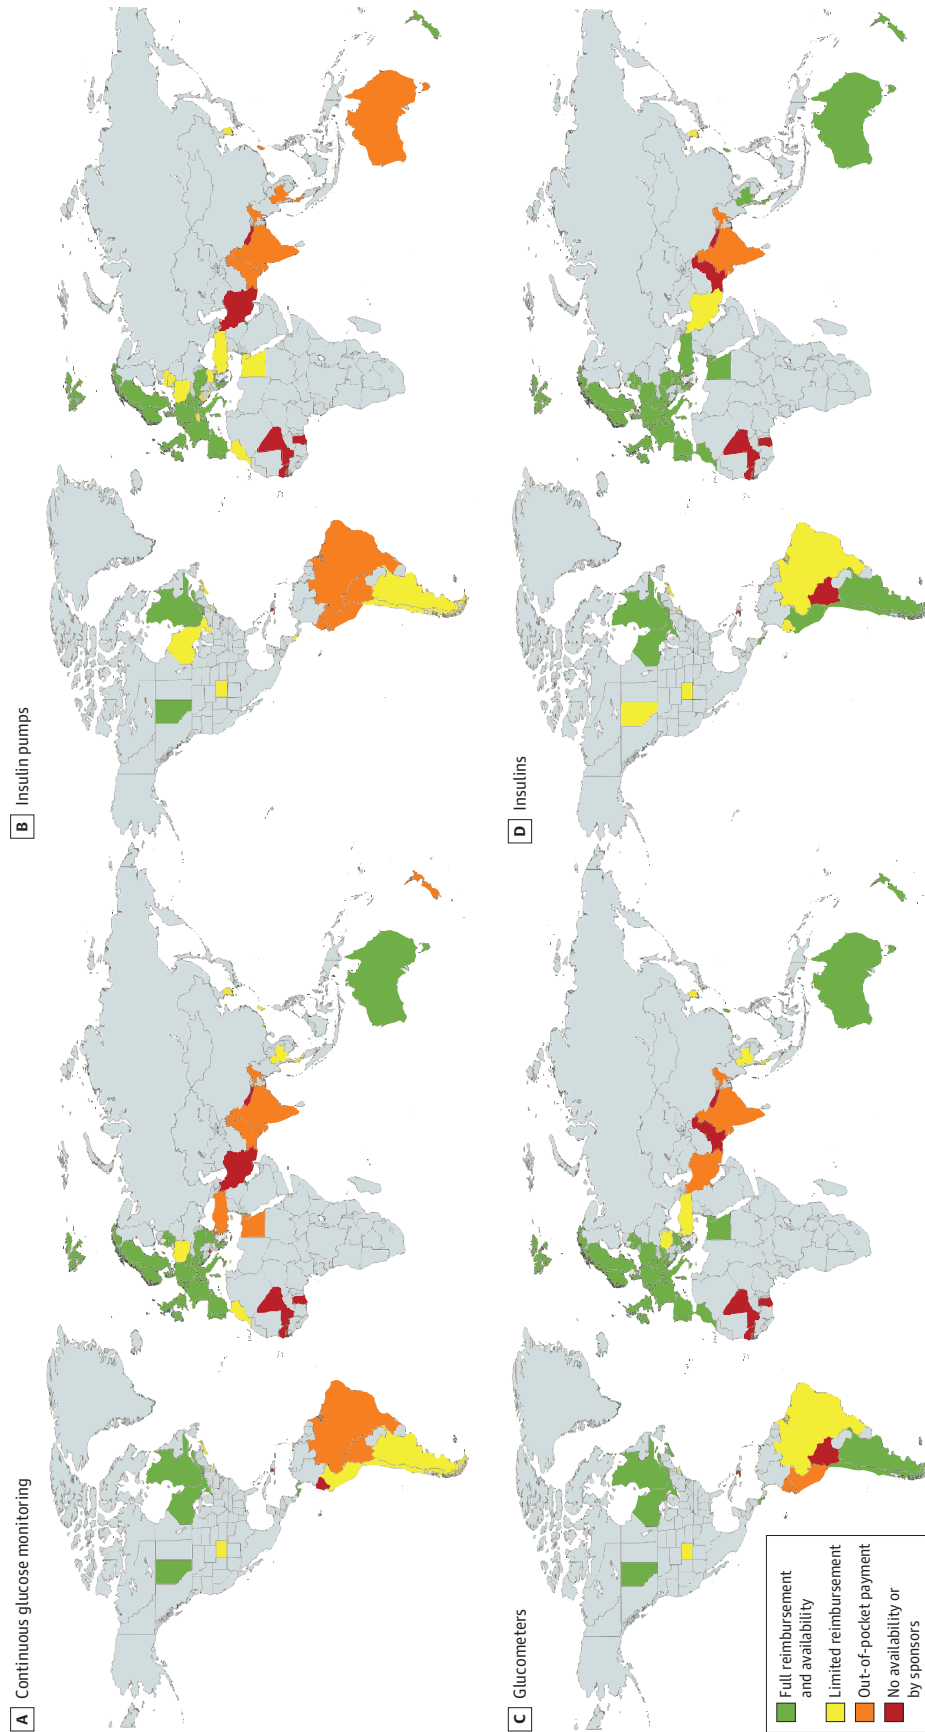 A Continuous glucose monitoring
B Insulin pumps
C Glucometers
D Insulins
Full reimbursement
and availability
Limited reimbursement
Out-of-pocket payment
No availability or
by sponsors